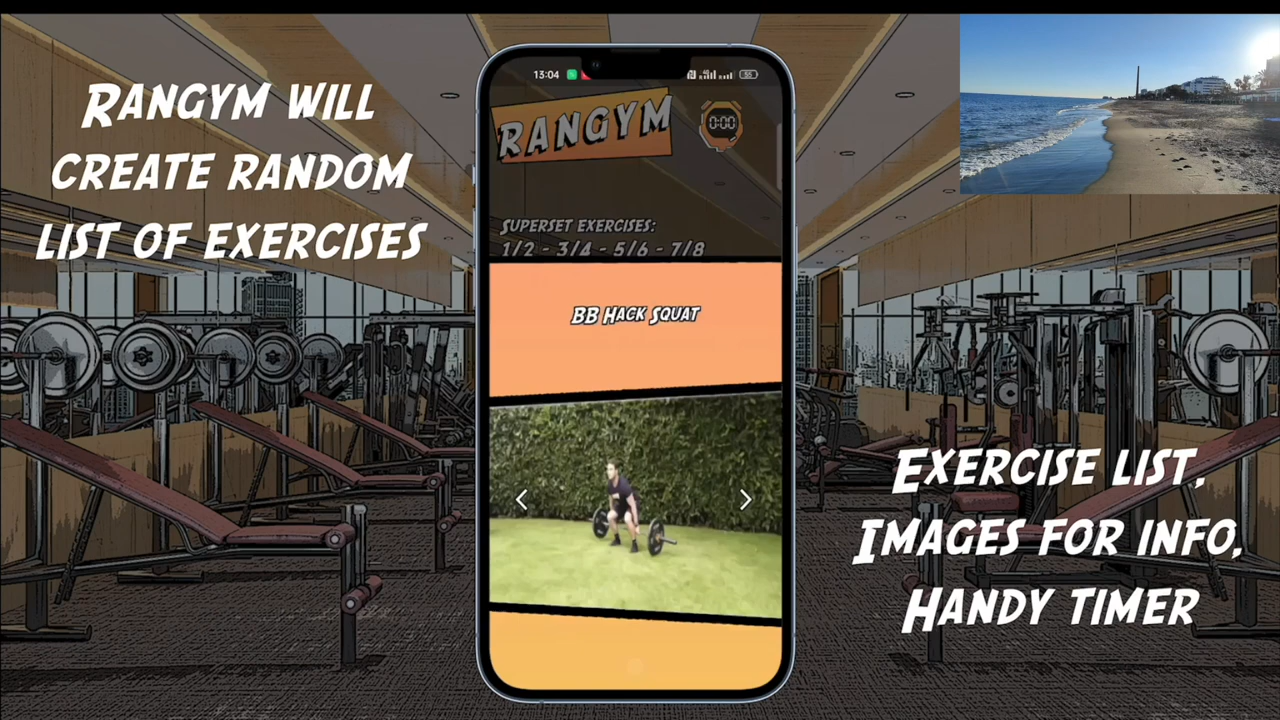 Rangym will
create random
list of exercises
13:04
55
RANGYM
0:00
Superset exercises:
1/2 - 3/4 - 5/6 - 7/8
BB Hack Squat
Exercise list,
Images for info,
Handy timer